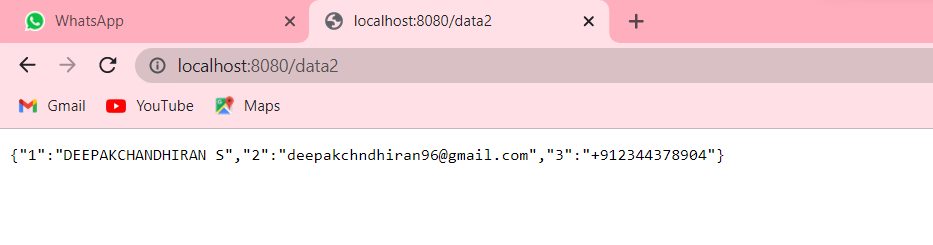 WhatsApp
localhost:8080/data2
localhost:8080/data2
Gmail
YouTube
Maps
{"1":"DEEPAKCHANDHIRAN S","2":"deepakchndhiran96@gmail.com","3":"+912344378904"}